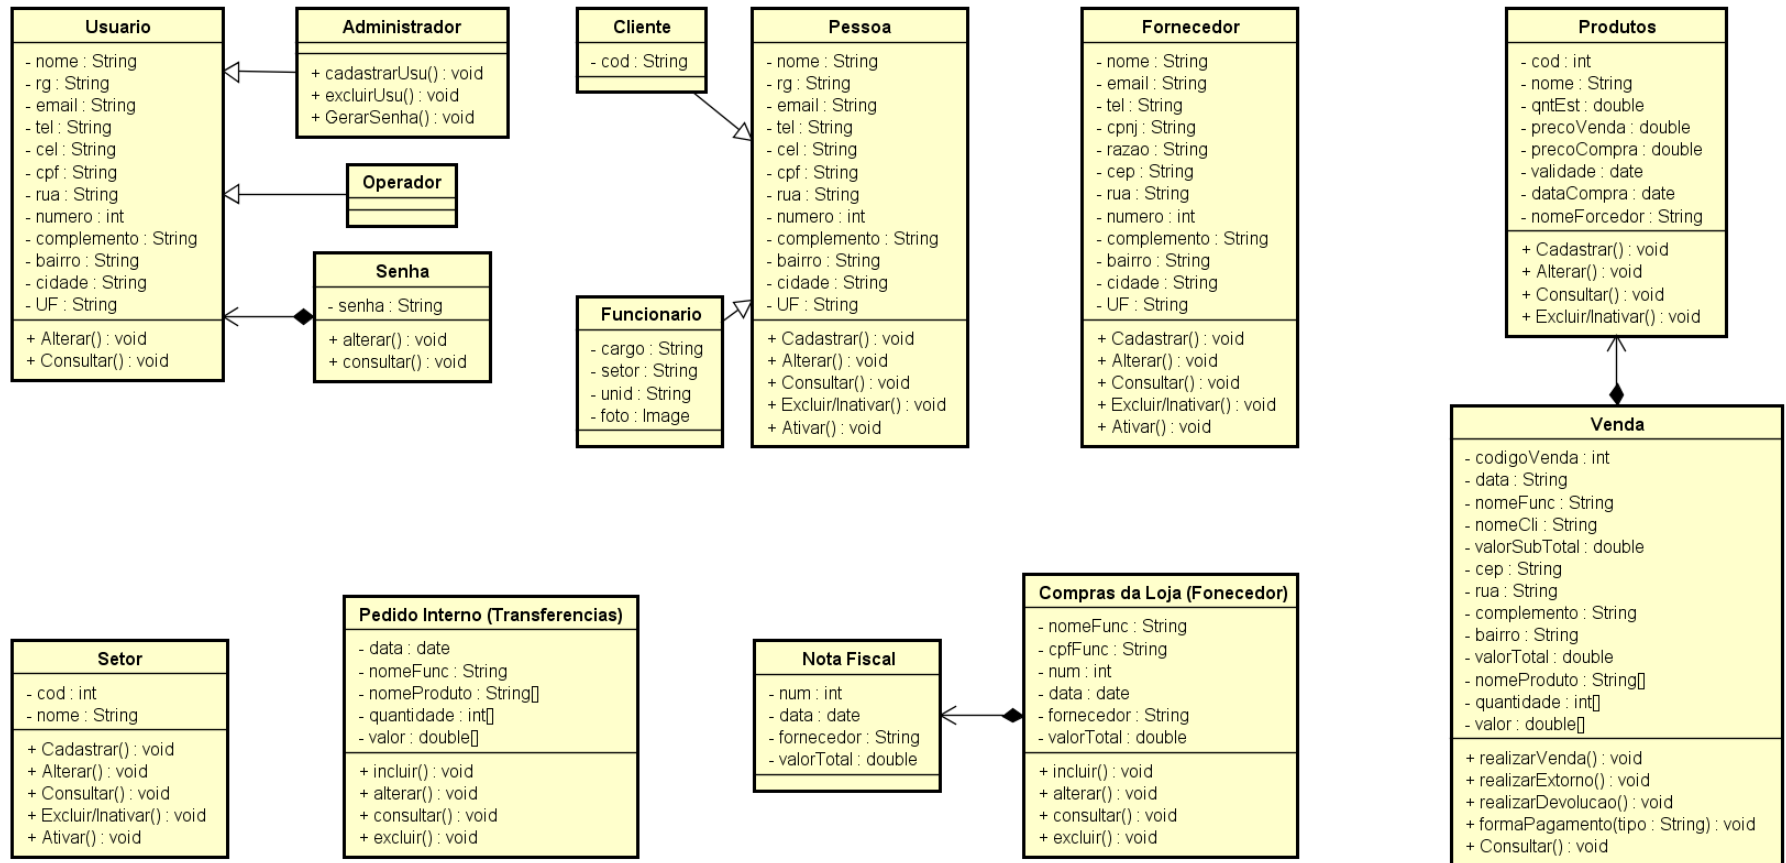 Usuario
- nome : String
- rg : String
- email : String
- tel : String
- cel : String
- cpf : String
- rua : String
- numero : int
- complemento : String
- bairro : String
- cidade : String
- UF : String
+ Alterar() : void
+ Consultar() : void
Administrador
+ cadastrarUsu() : void
+ excluirUsu() : void
+ GerarSenha() : void
Operador
Senha
- senha : String
+ alterar() : void
+ consultar() : void
Cliente
- cod : String
Funcionario
- cargo : String
- setor : String
- unid : String
- foto : Image
Pessoa
- nome : String
- rg : String
- email : String
- tel : String
- cel : String
- cpf : String
- rua : String
- numero : int
- complemento : String
- bairro : String
- cidade : String
- UF : String
+ Cadastrar() : void
+ Alterar() : void
+ Consultar() : void
+ Excluir/Inativar() : void
+ Ativar() : void
Fornecedor
- nome : String
- email : String
- tel : String
- cpnj : String
- razao : String
- cep : String
- rua : String
- numero : int
- complemento : String
- bairro : String
- cidade : String
- UF : String
+ Cadastrar() : void
+ Alterar() : void
+ Consultar() : void
+ Excluir/Inativar() : void
+ Ativar() : void
Produtos
- cod : int
- nome : String
- qntEst : double
- precoVenda : double
- precoCompra : double
- validade : date
- dataCompra : date
- nomeForcedor : String
+ Cadastrar() : void
+ Alterar() : void
+ Consultar() : void
+ Excluir/Inativar() : void
Venda
- codigoVenda : int
- data : String
- nomeFunc : String
- nomeCli : String
- valorSubTotal : double
- cep : String
- rua : String
- complemento : String
- bairro : String
- valorTotal : double
- nomeProduto : String[]
- quantidade : int[]
- valor : double[]
+ realizarVenda() : void
+ realizarExtorno() : void
+ realizarDevolucao() : void
+ formaPagamento(tipo : String) : void
+ Consultar() : void
Setor
- cod : int
- nome : String
+ Cadastrar() : void
+ Alterar() : void
+ Consultar() : void
+ Excluir/Inativar() : void
+ Ativar() : void
Pedido Interno (Transferencias)
- data : date
- nomeFunc : String
- nomeProduto : String[]
- quantidade : int[]
- valor : double[]
+ incluir() : void
+ alterar() : void
+ consultar() : void
+ excluir() : void
Nota Fiscal
- num : int
- data : date
- fornecedor : String
- valorTotal : double
Compras da Loja (Fonecedor)
- nomeFunc : String
- cpfFunc : String
- num : int
- data : date
- fornecedor : String
- valorTotal : double
+ incluir() : void
+ alterar() : void
+ consultar() : void
+ excluir() : void